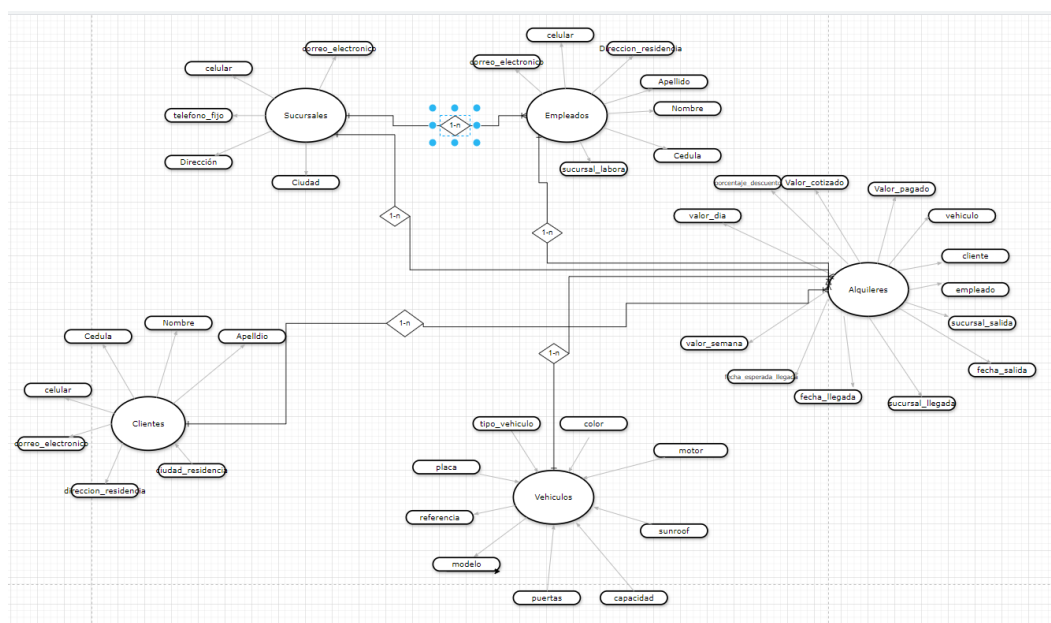 correo_electronico
celular
telefono_fijo
Sucursales
Dirección
Ciudad
1-n
celular
correo_electronico
Direccion_residencia
Apellido
Nombre
Empleados
Cedula
sucursal_labora
1-n
1-n
porcentaje_descuento
Valor_cotizado
Valor_pagado
valor_dia
vehiculo
cliente
Alquileres
empleado
sucursal_salida
valor_semana
fecha_salida
fecha_esperada_llegada
fecha_llegada
sucursal_llegada
1-n
1-n
Nombre
Cedula
Apelldio
celular
Clientes
correo_electronico
ciudad_residencia
direccion_residencia
tipo_vehiculo
color
motor
placa
Vehiculos
referencia
sunroof
modelo
puertas
capacidad